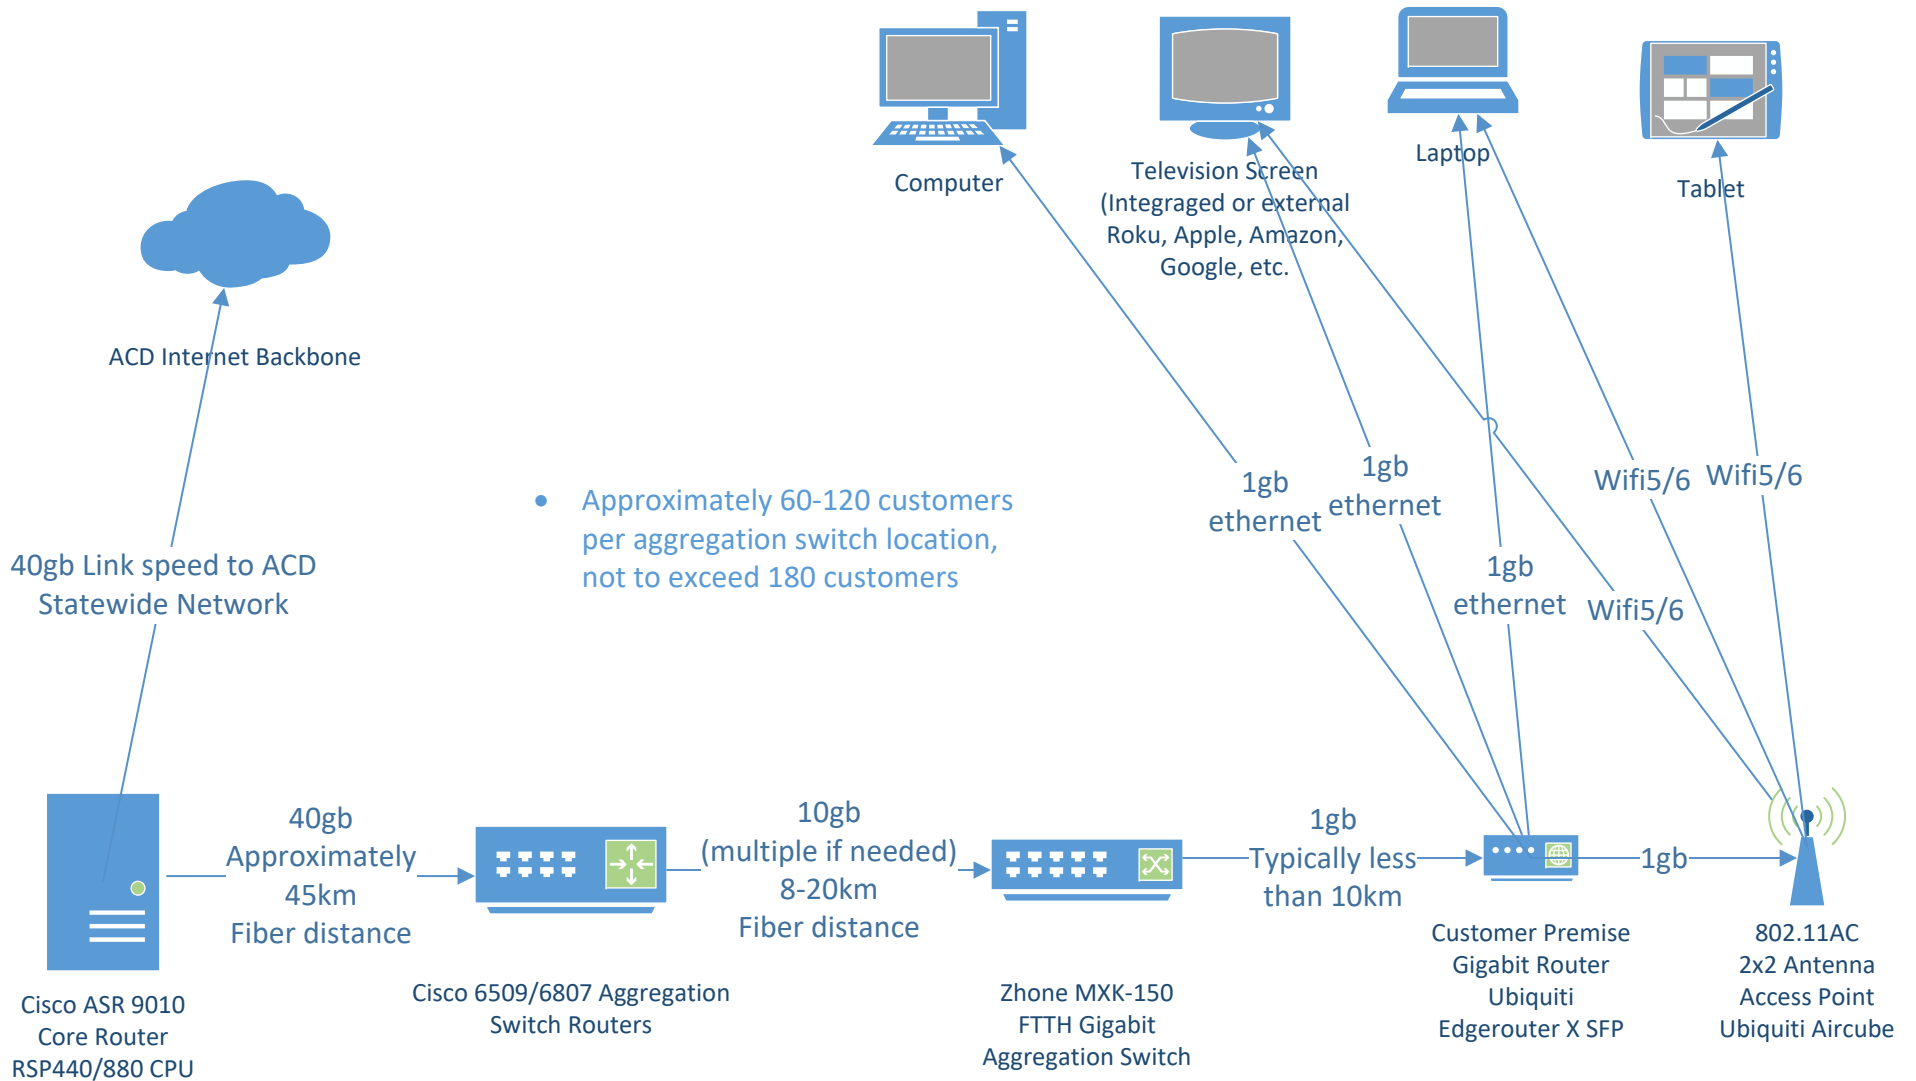 Computer
Television Screen
(Integraged or external
Roku, Apple, Amazon,
Google, etc.
Laptop
Tablet
ACD Internet Backbone
40gb Link speed to ACD
Statewide Network
• Approximately 60-120 customers
per aggregation switch location,
not to exceed 180 customers
1gb
ethernet
1gb
ethernet
1gb
ethernet
Wifi5/6
Wifi5/6
Wifi5/6
40gb
Approximately
45km
Fiber distance
10gb
(multiple if needed)
8-20km
Fiber distance
1gb
Typically less
than 10km
1gb
Cisco ASR 9010
Core Router
RSP440/880 CPU
Cisco 6509/6807 Aggregation
Switch Routers
Zhone MXK-150
FTTH Gigabit
Aggregation Switch
Customer Premise
Gigabit Router
Ubiquiti
Edgerouter X SFP
802.11AC
2x2 Antenna
Access Point
Ubiquiti Aircube